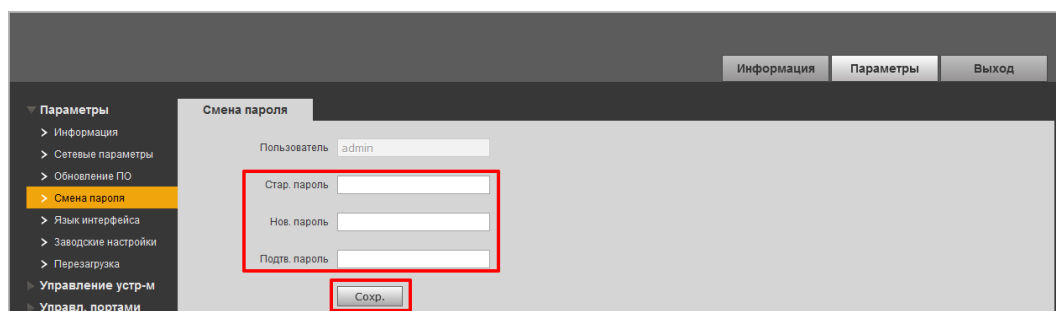 Информация Параметры Выход
Параметры
Смена пароля
Информация
Сетевые параметры
Обновление ПО
Смена пароля
Язык интерфейса
Заводские настройки
Перезагрузка
Управление устр-м
Управл. портами
Пользователь admin
Стар. пароль
Нов. пароль
Подтв. пароль
Сохр.